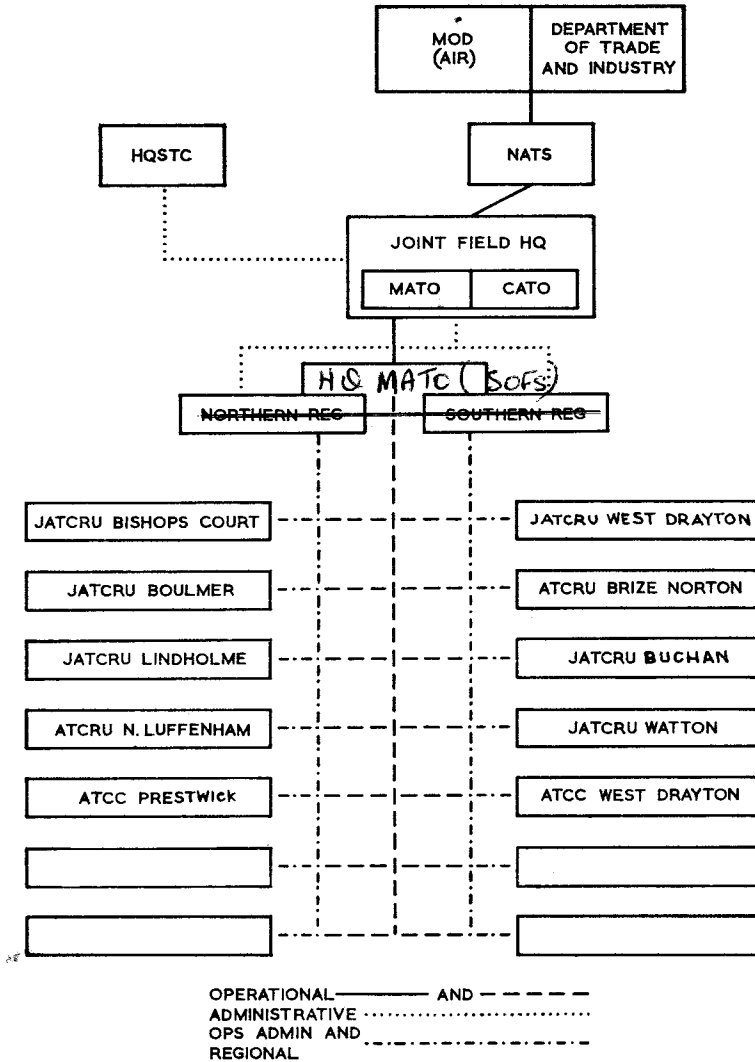 MOD
(AIR)
DEPARTMENT
OF TRADE
AND INDUSTRY
HQSTC
NATS
JOINT FIELD HQ
MATO
CATO
HQ MATO (SOFS)
NORTHERN REG
SOUTHERN REG
JATCRU BISHOPS COURT
JATCRU WEST DRAYTON
JATCRU BOULMER
ATCRU BRIZE NORTON
JATCRU LINDHOLME
JATCRU BUCHAN
ATCRU N. LUFFENHAM
JATCRU WATTON
ATCC PRESTWICK
ATCC WEST DRAYTON
OPERATIONAL AND
ADMINISTRATIVE
OPS ADMIN AND
REGIONAL